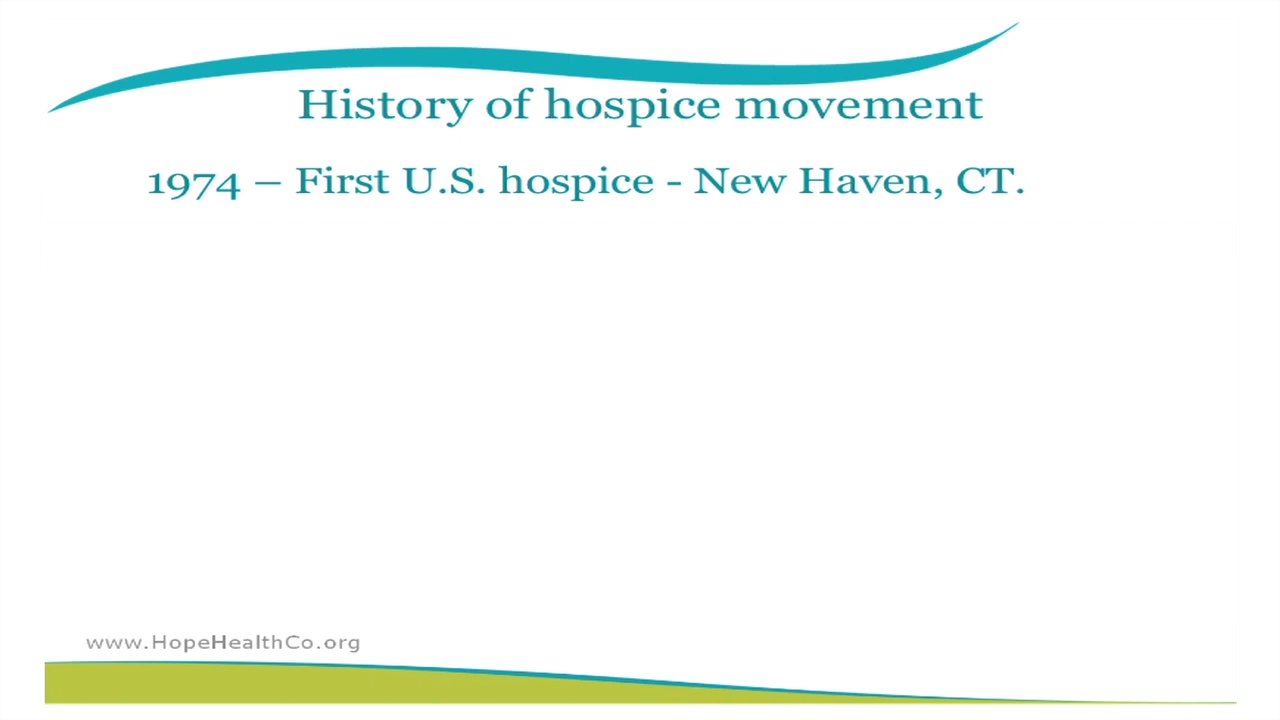 History of hospice movement
1974 – First U.S. hospice - New Haven, CT.
www.HopeHealthCo.org